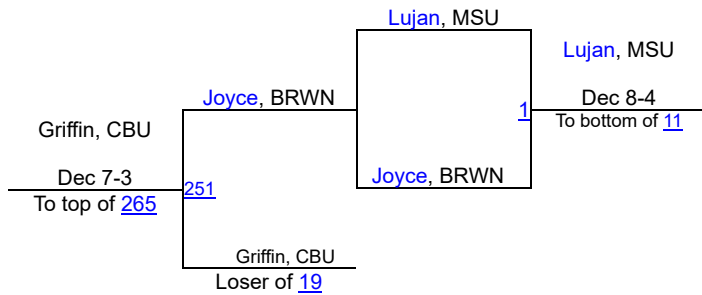 Lujan, MSU
Lujan, MSU
Joyce, BRWN
1
Dec 8-4
To bottom of 11
Griffin, CBU
Joyce, BRWN
Dec 7-3
251
To top of 265
Griffin, CBU
Loser of 19